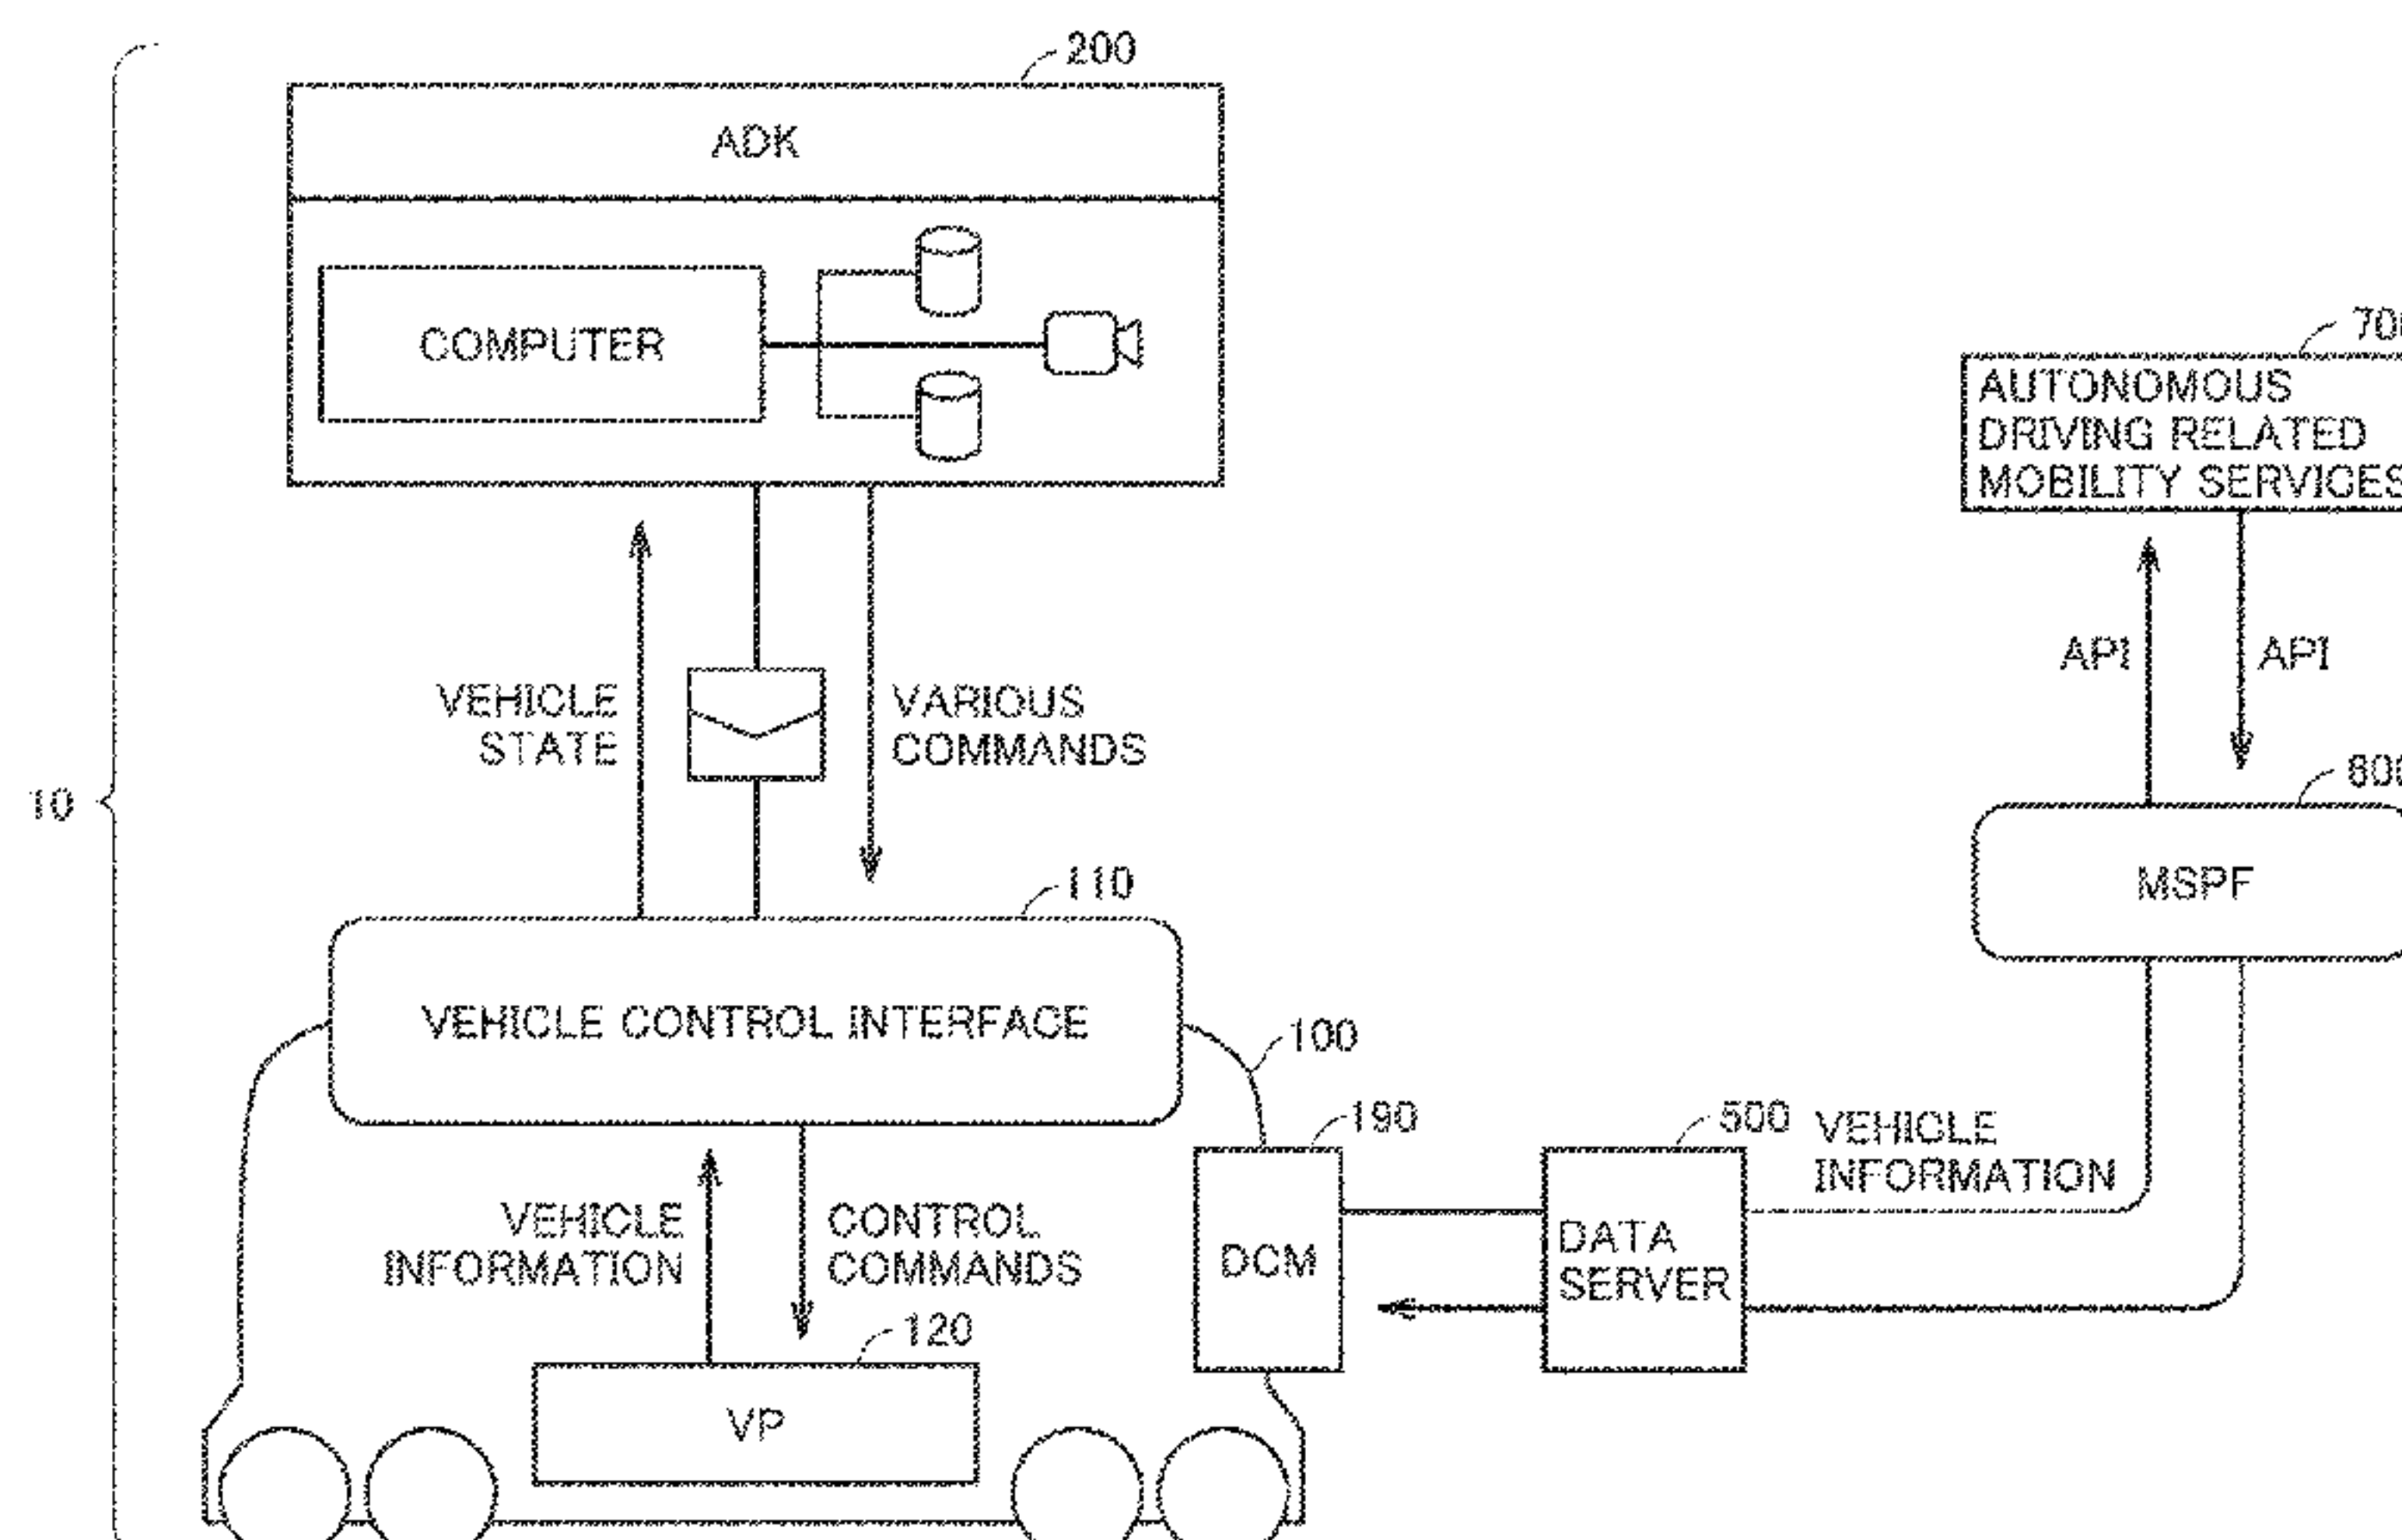 200
ADK
COMPUTER
AUTONOMOUS
DRIVING RELATED
MOBILITY SERVICES
API
API
VEHICLE
STATE
VARIOUS
COMMANDS
10
MSPF
110
VEHICLE CONTROL INTERFACE
100
190
500
VEHICLE
INFORMATION
DCM
DATA
SERVER
VEHICLE
INFORMATION
CONTROL
COMMANDS
120
VP